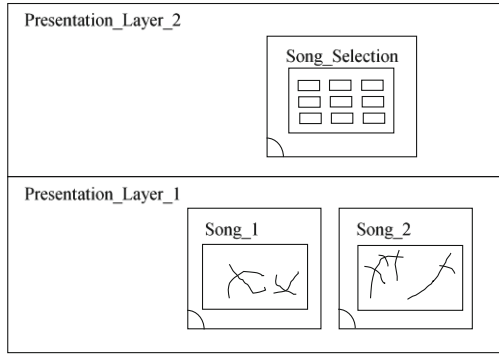 Presentation_Layer_2
Song_Selection
Presentation_Layer_1
Song_1
Song_2